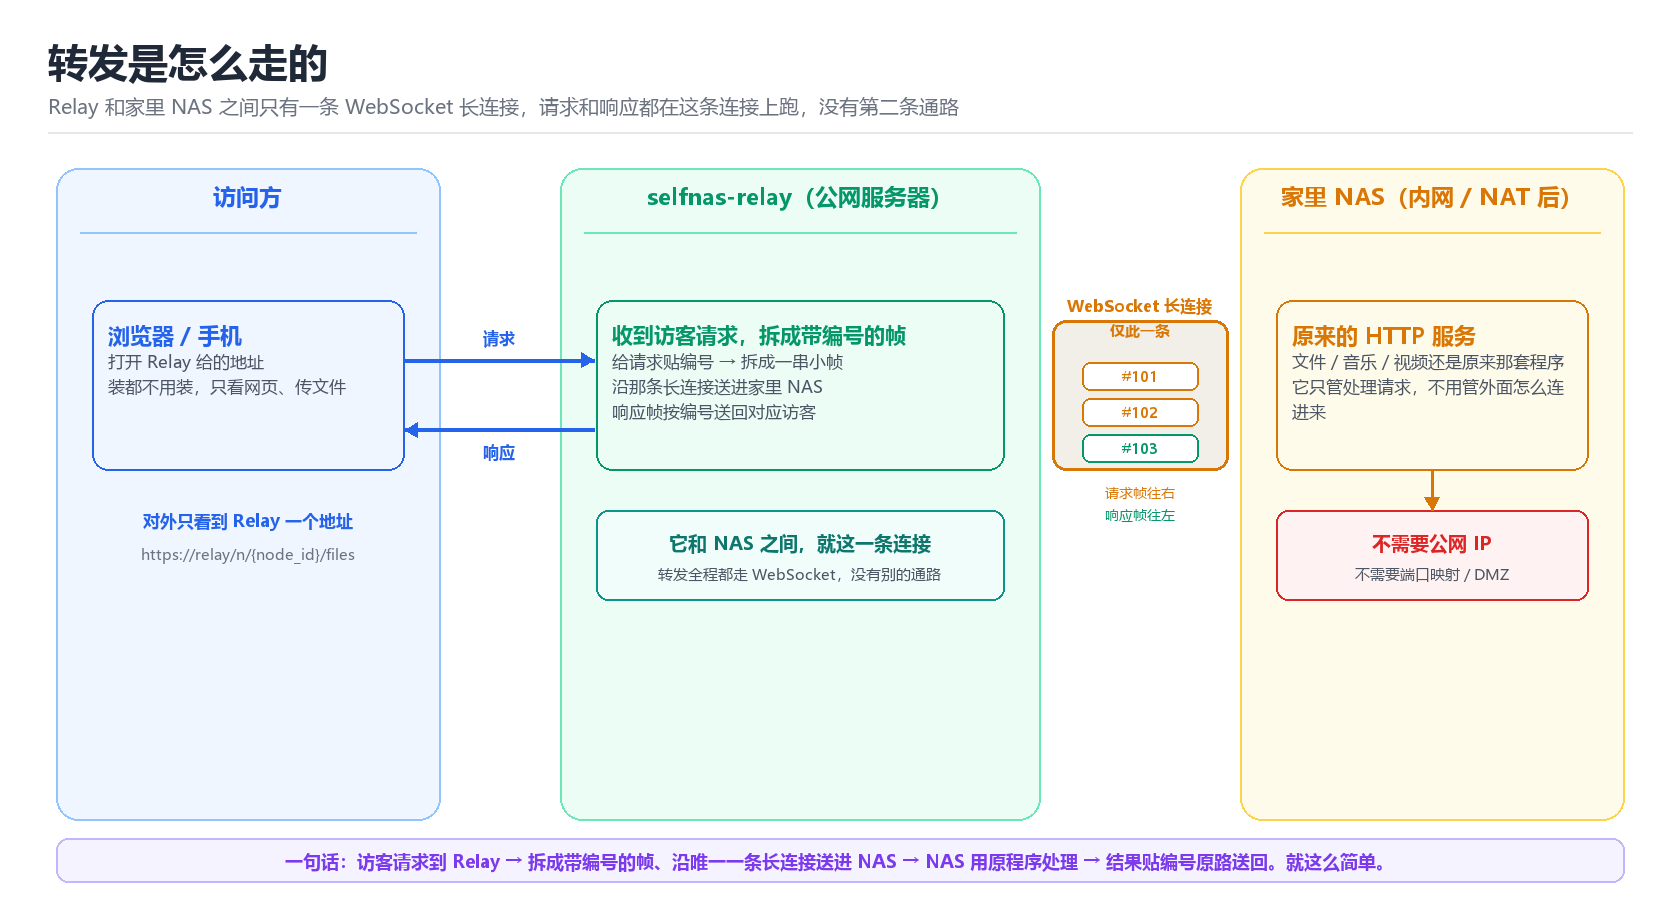 转发是怎么走的
Relay 和家里 NAS 之间只有一条 WebSocket 长连接，请求和响应都在这条连接上跑，没有第二条通路
访问方
浏览器 / 手机
打开 Relay 给的地址
装都不用装，只看网页、传文件
对外只看到 Relay 一个地址
https://relay/n/{node_id}/files
请求
响应
selfnas-relay（公网服务器）
收到访客请求，拆成带编号的帧
给请求贴编号 → 拆成一串小帧
沿那条长连接送进家里 NAS
响应帧按编号送回对应访客
它和 NAS 之间，就这一条连接
转发全程都走 WebSocket，没有别的通路
WebSocket 长连接
仅此一条
#101
#102
#103
请求帧往右
响应帧往左
家里 NAS（内网 / NAT 后）
原来的 HTTP 服务
文件 / 音乐 / 视频还是原来那套程序
它只管处理请求，不用管外面怎么连
进来
不需要公网 IP
不需要端口映射 / DMZ
一句话：访客请求到 Relay → 拆成带编号的帧、沿唯一一条长连接送进 NAS → NAS 用原程序处理 → 结果贴编号原路送回。就这么简单。